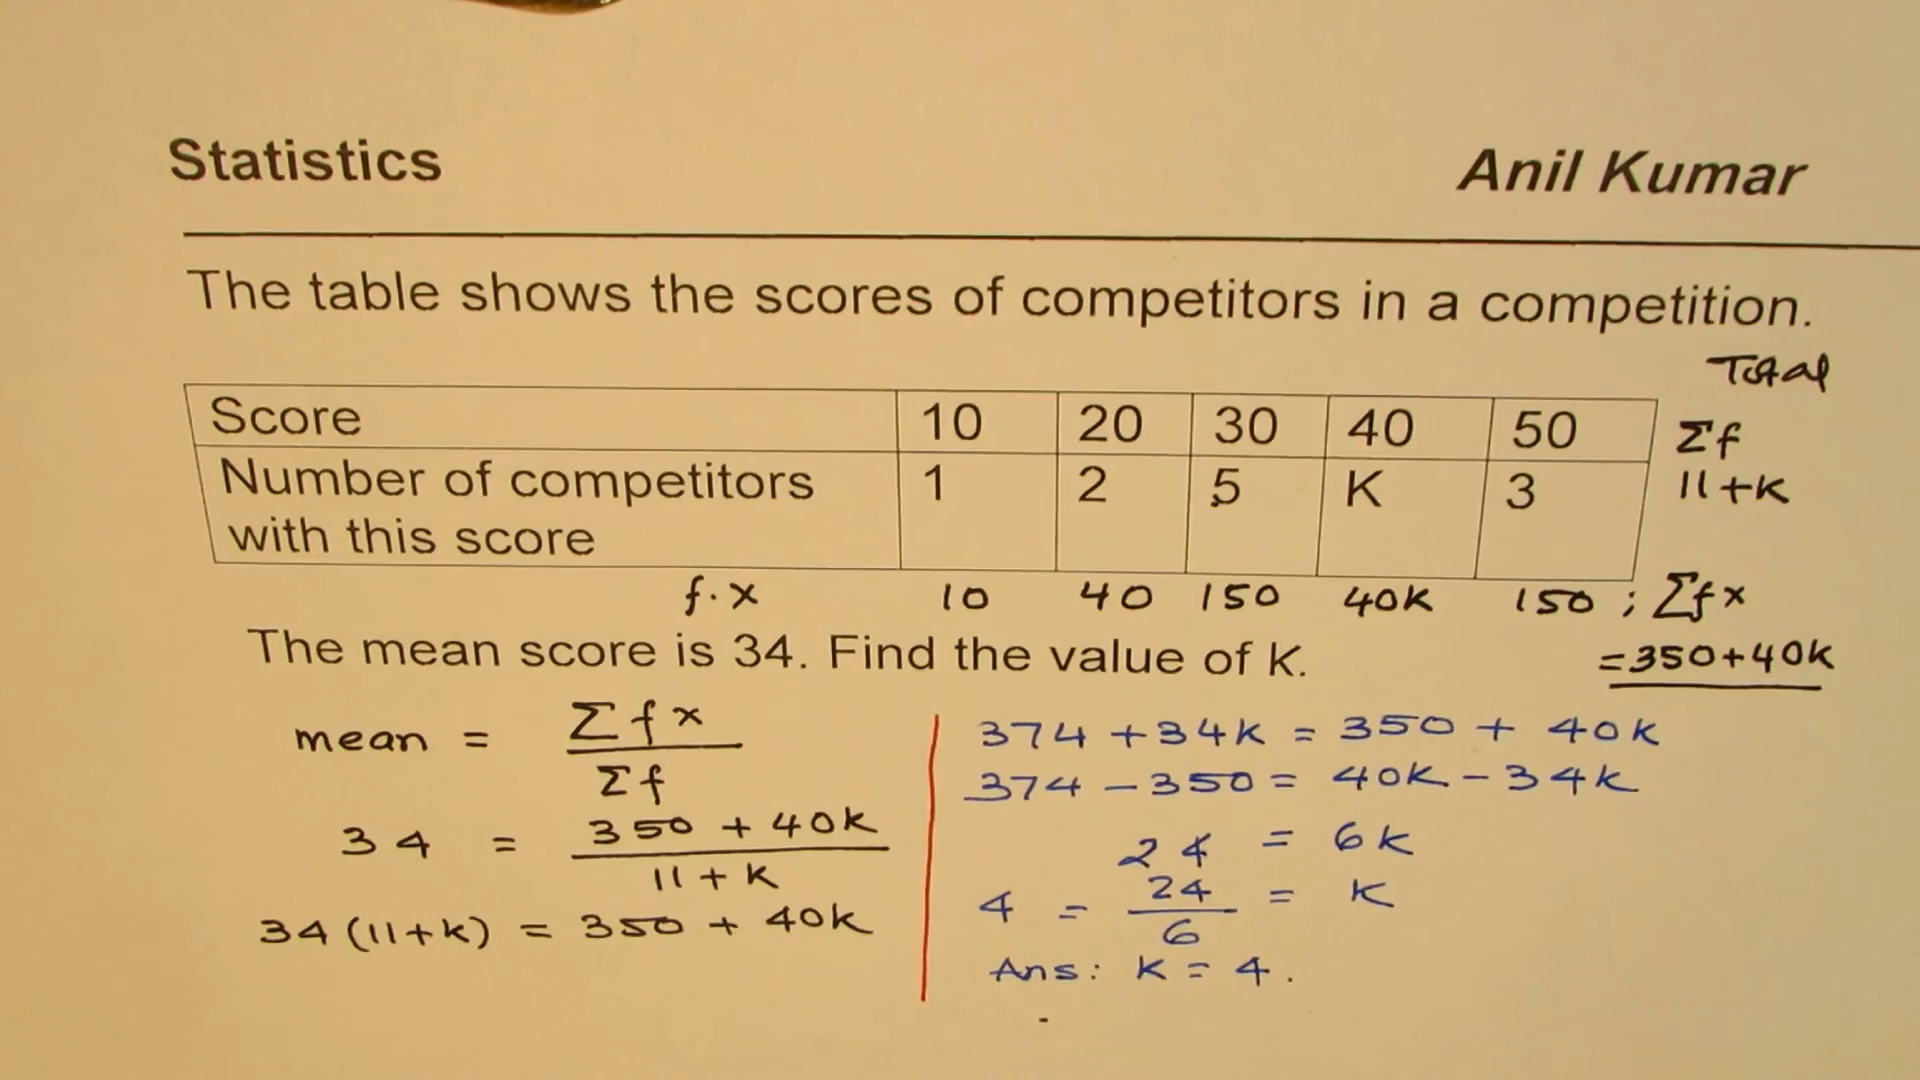 Statistics Anil Kumar
The table shows the scores of competitors in a competition.
Total
Score 10 20 30 40 50 Σf
Number of competitors 1 2 5 K 3 11+K
with this score
f·x 10 40 150 40K 150 ; Σfx
The mean score is 34. Find the value of K. =350+40K
mean = Σfx
Σf
34 = 350 + 40K
11 + K
34 (11+K) = 350 + 40K
374 + 34K = 350 + 40K
374 - 350 = 40K - 34K
24 = 6K
4 = 24 = K
6
Ans: K = 4.